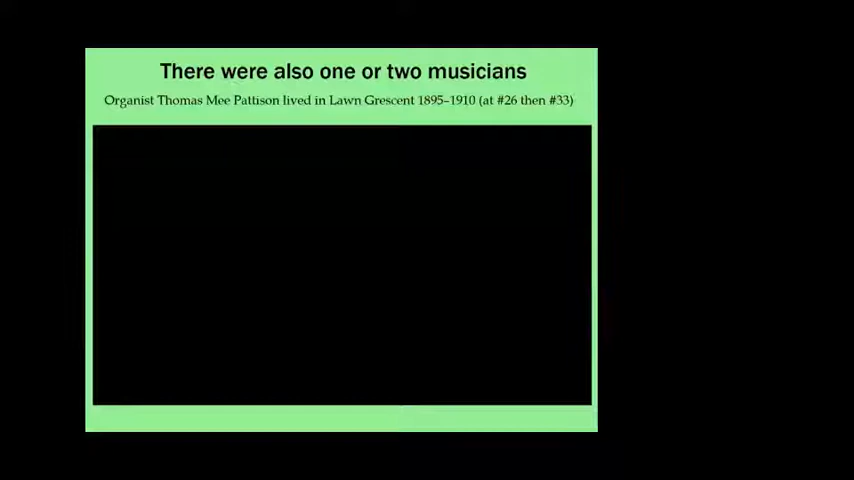 There were also one or two musicians
Organist Thomas Mee Pattison lived in Lawn Grescent 1895–1910 (at #26 then #33)